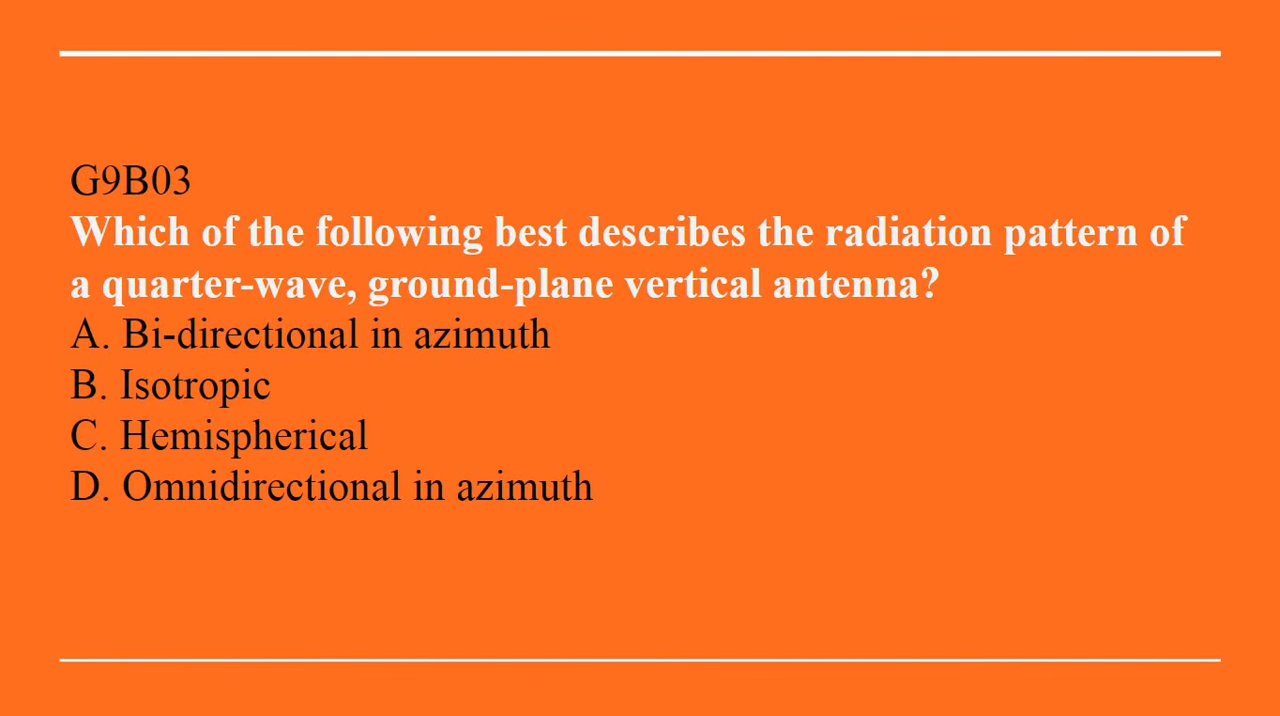 G9B03
Which of the following best describes the radiation pattern of
a quarter-wave, ground-plane vertical antenna?
A. Bi-directional in azimuth
B. Isotropic
C. Hemispherical
D. Omnidirectional in azimuth